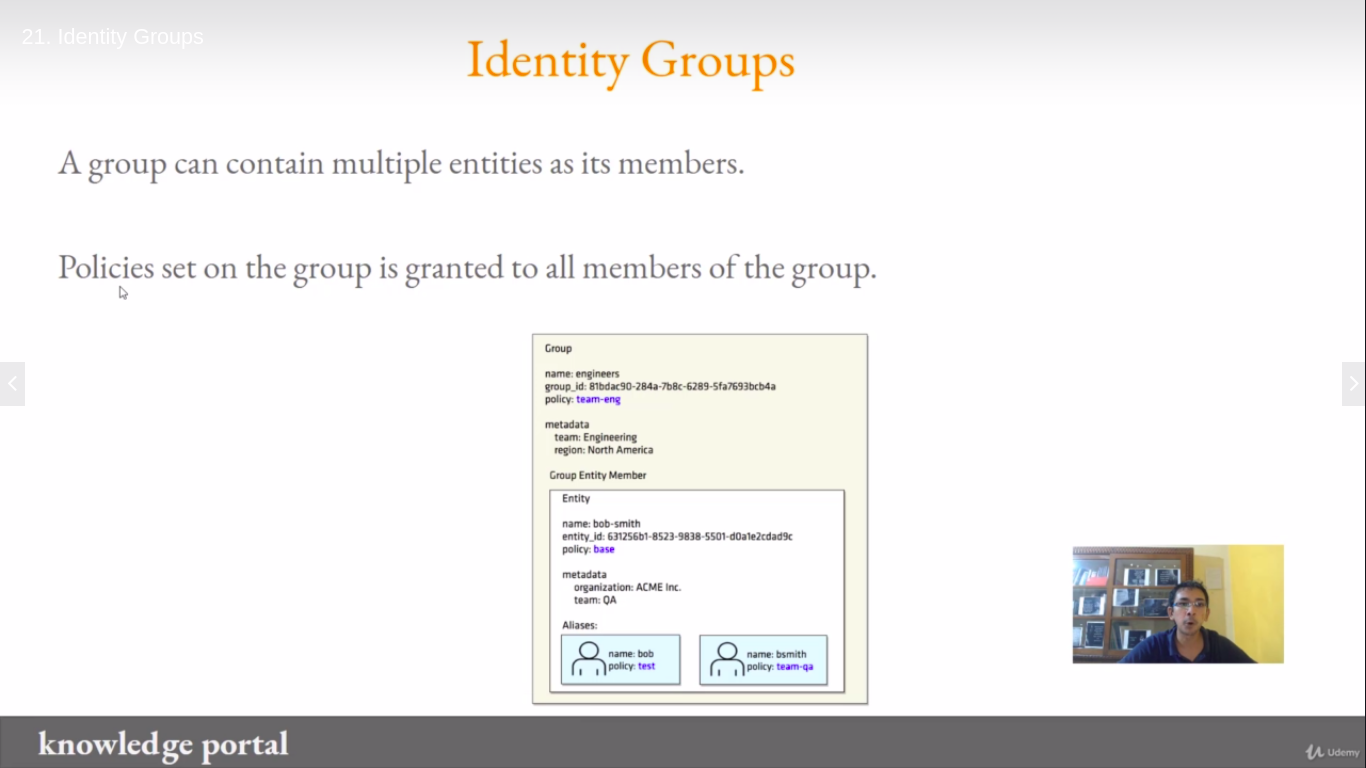 21. Identity Groups
Identity Groups
A group can contain multiple entities as its members.
Policies set on the group is granted to all members of the group.
Group
name: engineers
group_id: 81bdac90-284a-7b8c-6289-5fa7693bcb4a
policy: team-eng
metadata
team: Engineering
region: North America
Group Entity Member
Entity
name: bob-smith
entity_id: 631256b1-8523-9838-5501-d0a1e2cdad9c
policy: base
metadata
organization: ACME Inc.
team: QA
Aliases:
name: bob
policy: test
name: bsmith
policy: team-qa
knowledge portal
Udemy